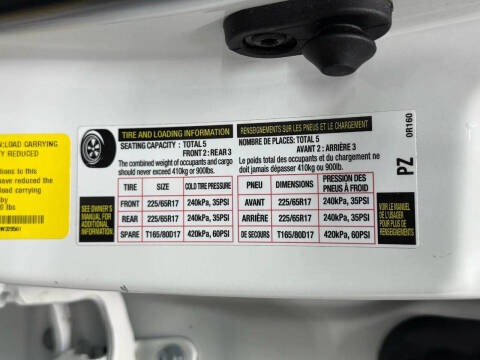 N:LOAD CARRYING
TY REDUCED
tions to this
ave reduced the
load carrying
by
lbs
TIRE AND LOADING INFORMATION
SEATING CAPACITY : TOTAL 5
FRONT 2 : REAR 3
The combined weight of occupants and cargo
should never exceed 410kg or 900lbs.
RENSEIGNEMENTS SUR LES PNEUS ET LE CHARGEMENT
NOMBRE DE PLACES: TOTAL 5
AVANT 2 : ARRIÈRE 3
Le poids total des occupants et du chargement ne
doit jamais dépasser 410kg ou 900lb.
SEE OWNER'S
MANUAL FOR
ADDITIONAL
INFORMATION
TIRE SIZE COLD TIRE PRESSURE
FRONT 225/65R17 240kPa, 35PSI
REAR 225/65R17 240kPa, 35PSI
SPARE T165/80D17 420kPa, 60PSI
PNEU DIMENSIONS PRESSION DES
PNEUS À FROID
AVANT 225/65R17 240kPa, 35PSI
ARRIÈRE 225/65R17 240kPa, 35PSI
DE SECOURS T165/80D17 420kPa, 60PSI
VOIR LE MANUEL
DE L'USAGER
POUR PLUS DE
RENSEIGNEMENTS
PZ
0R160